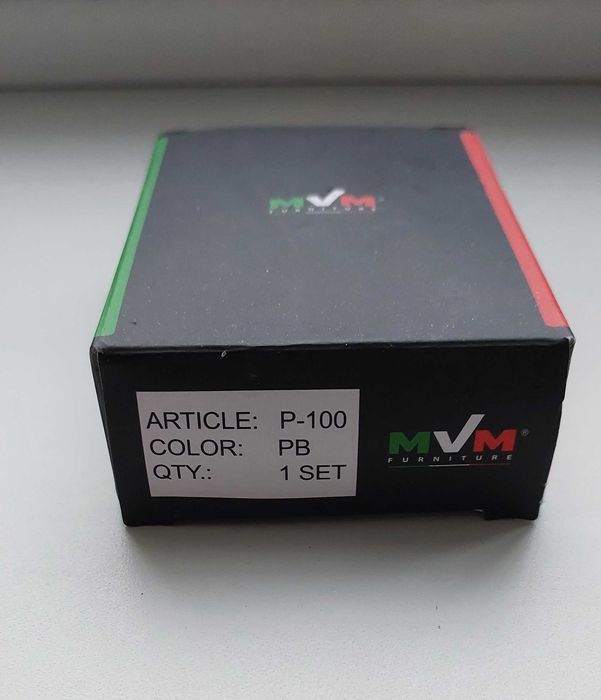 MVM®
FURNITURE
ARTICLE: P-100
COLOR: PB
QTY.: 1 SET
MVM®
FURNITURE